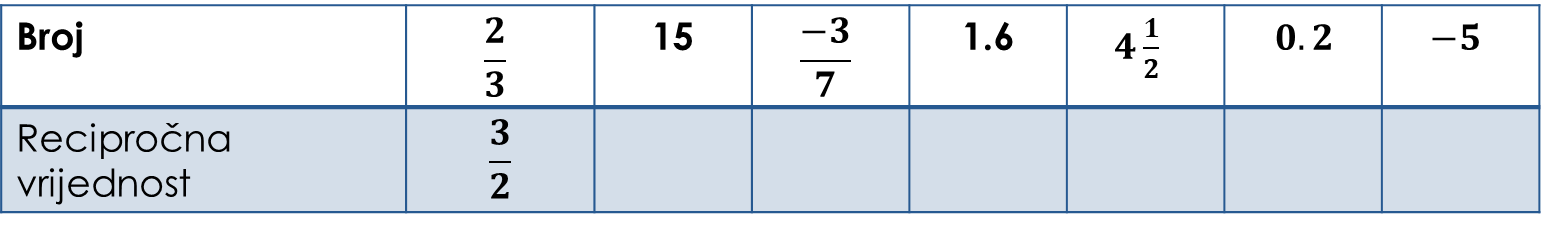 Broj 2/3 15 -3/7 1.6 4 1/2 0.2 -5
Recipročna 3/2
vrijednost